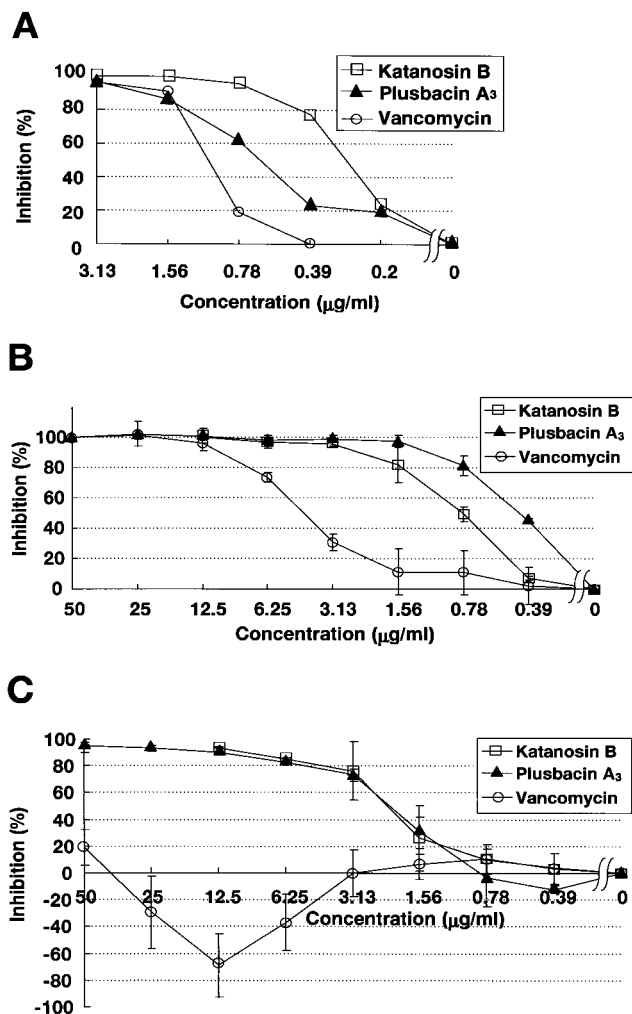 A
Katanosin B
Plusbacin A3
Vancomycin
100
80
60
40
20
0
Inhibition (%)
3.13 1.56 0.78 0.39 0.2 0
Concentration (μg/ml)
B
Katanosin B
Plusbacin A3
Vancomycin
100
80
60
40
20
0
Inhibition (%)
50 25 12.5 6.25 3.13 1.56 0.78 0.39 0
Concentration (μg/ml)
C
Katanosin B
Plusbacin A3
Vancomycin
100
80
60
40
20
0
-20
-40
-60
-80
-100
Inhibition (%)
50 25 12.5 6.25 3.13 1.56 0.78 0.39 0
Concentration (μg/ml)